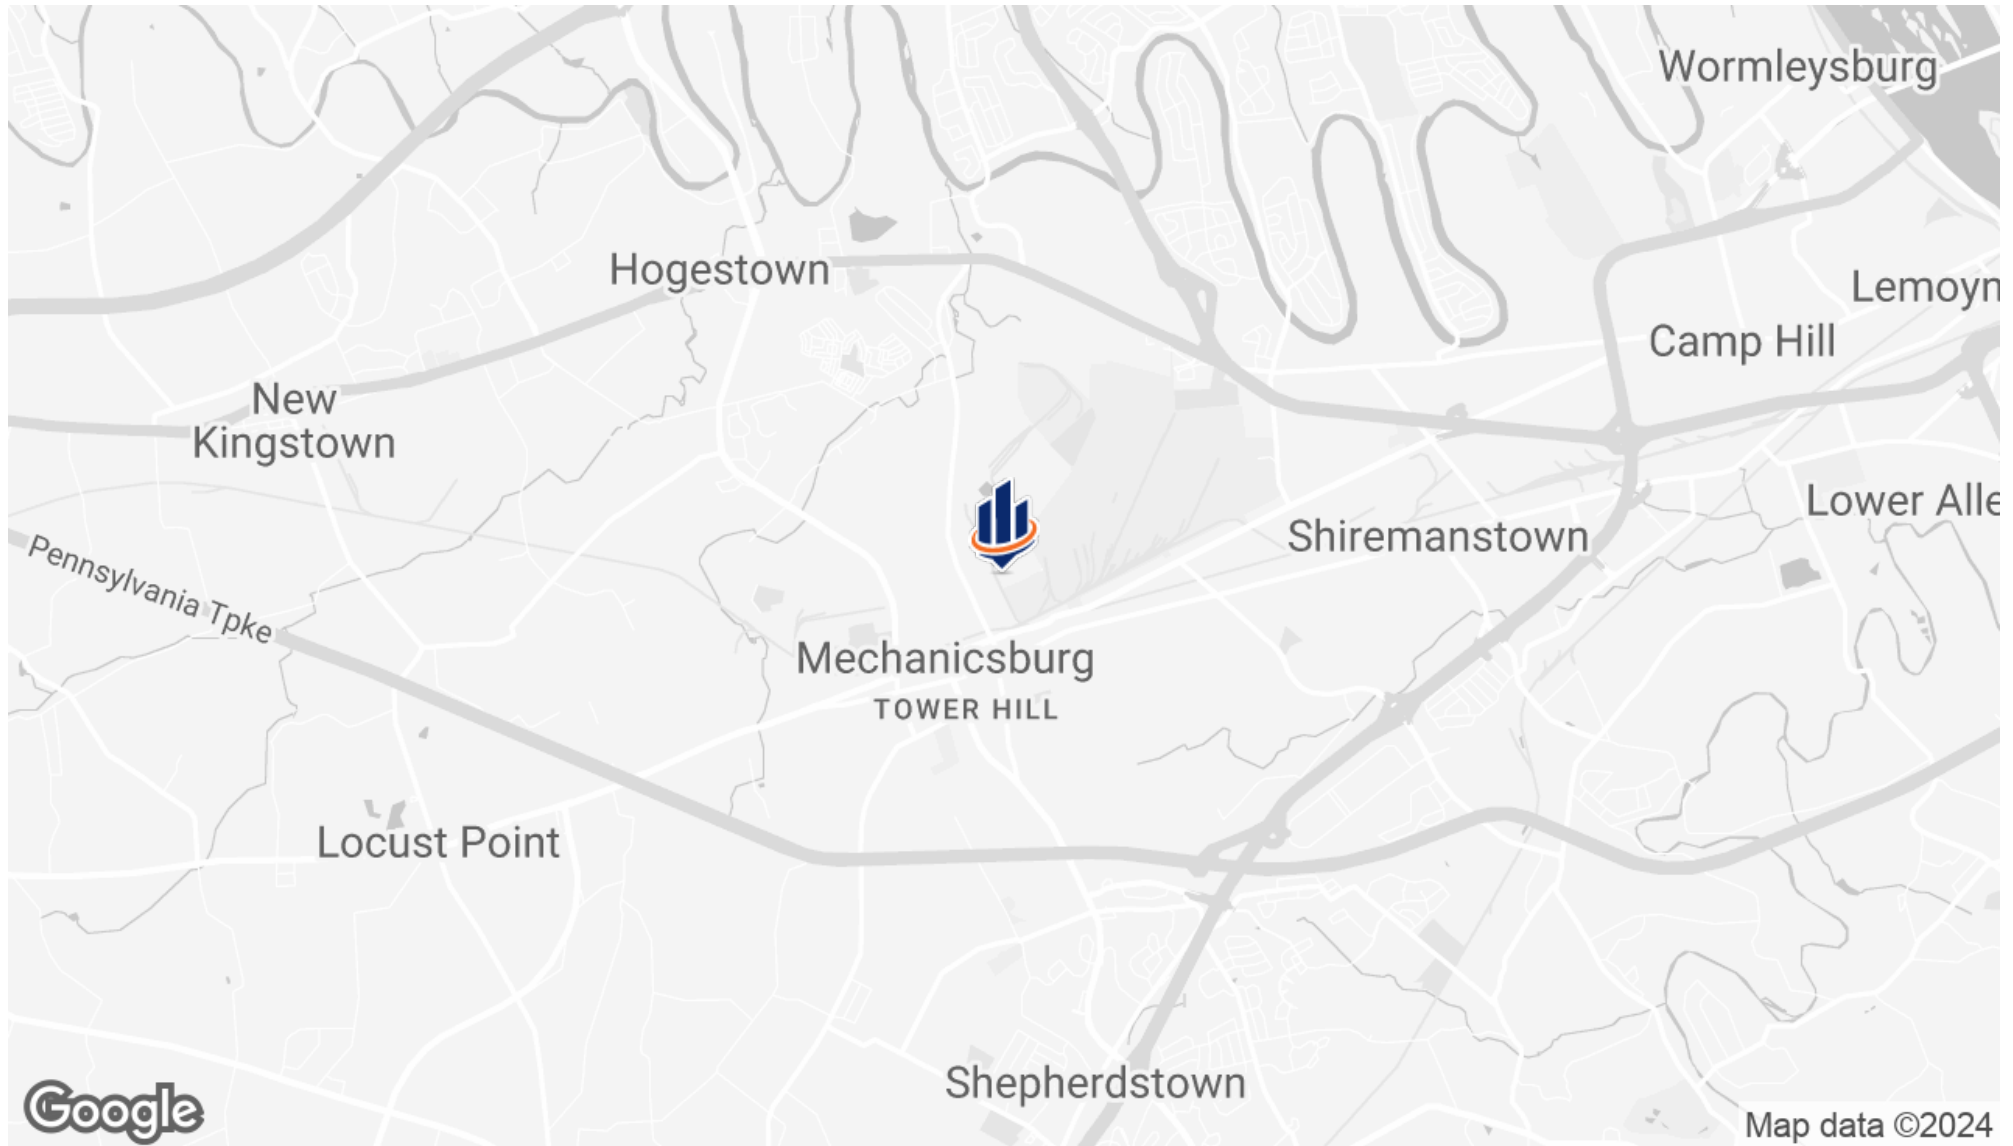 Wormleysburg
Hogestown
Lemoyn
Camp Hill
New
Kingstown
Lower Alle
Shiremanstown
Pennsylvania Tpke
Mechanicsburg
TOWER HILL
Locust Point
Shepherdstown
Google
Map data ©2024